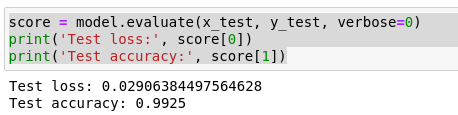 score = model.evaluate(x_test, y_test, verbose=0)
print('Test loss:', score[0])
print('Test accuracy:', score[1])
Test loss: 0.02906384497564628
Test accuracy: 0.9925